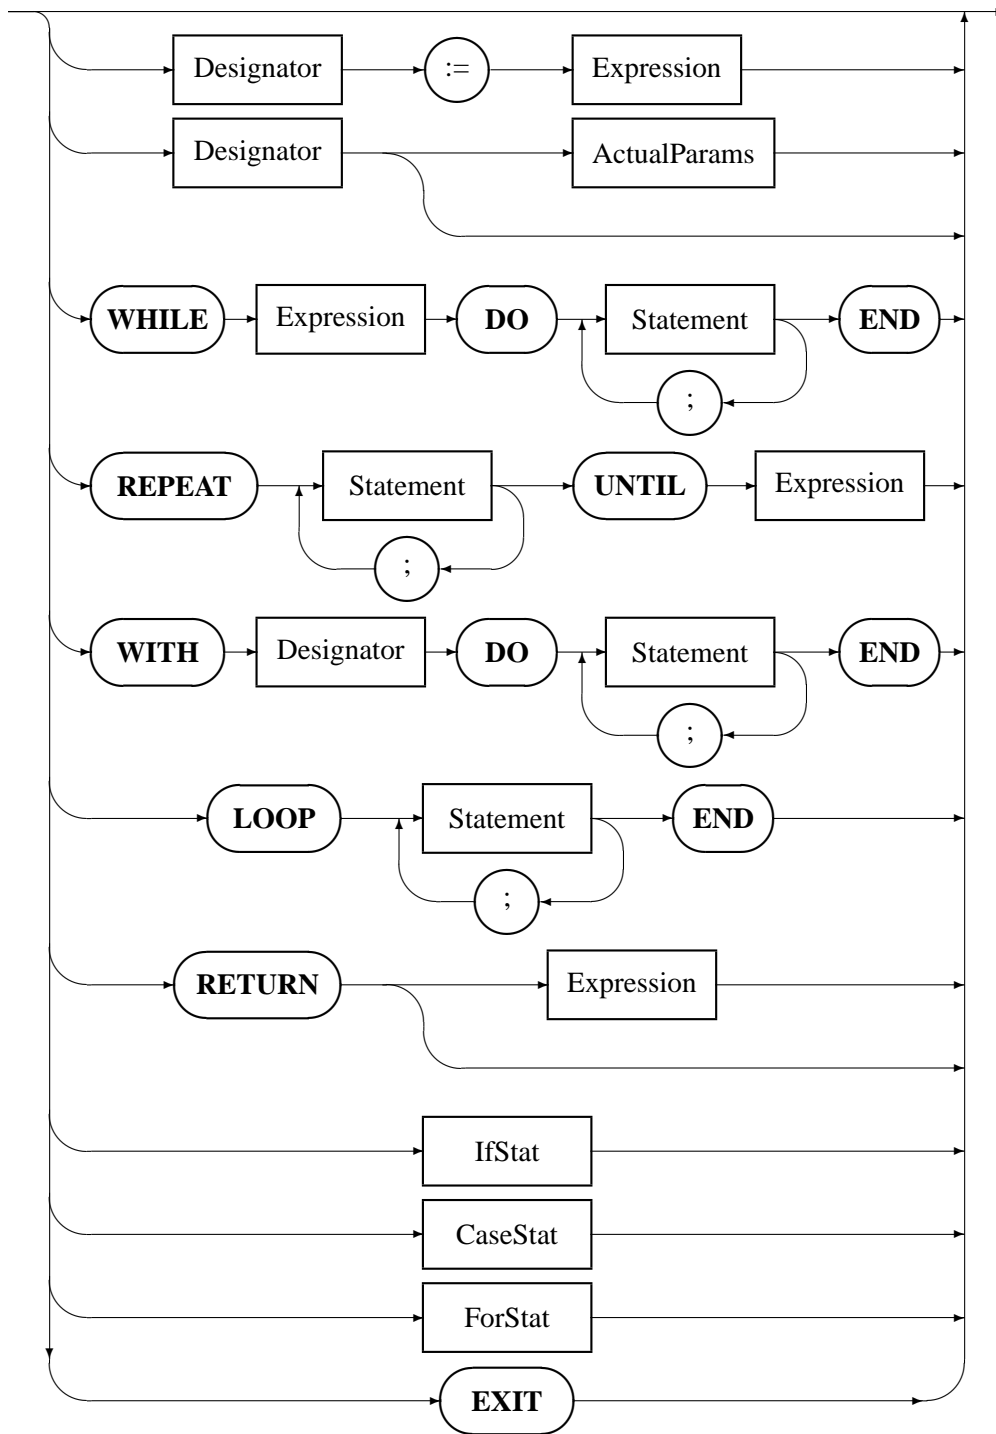 Designator := Expression
Designator ActualParams
WHILE Expression DO Statement END
;
REPEAT Statement UNTIL Expression
;
WITH Designator DO Statement END
;
LOOP Statement END
;
RETURN Expression
IfStat
CaseStat
ForStat
EXIT